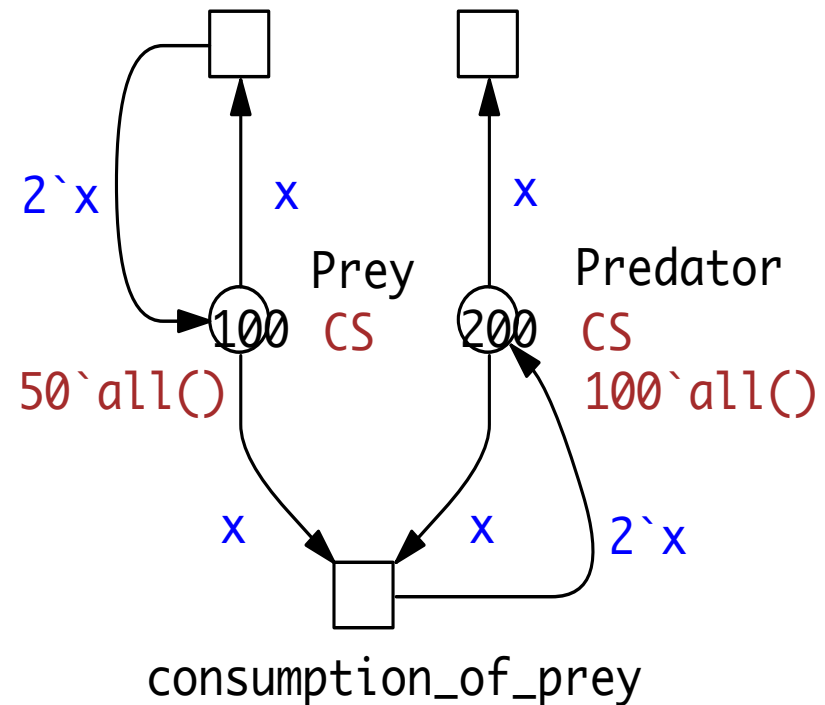 2`x
x
x
Prey
Predator
100
CS
200
CS
50`all()
100`all()
x
x
2`x
consumption_of_prey